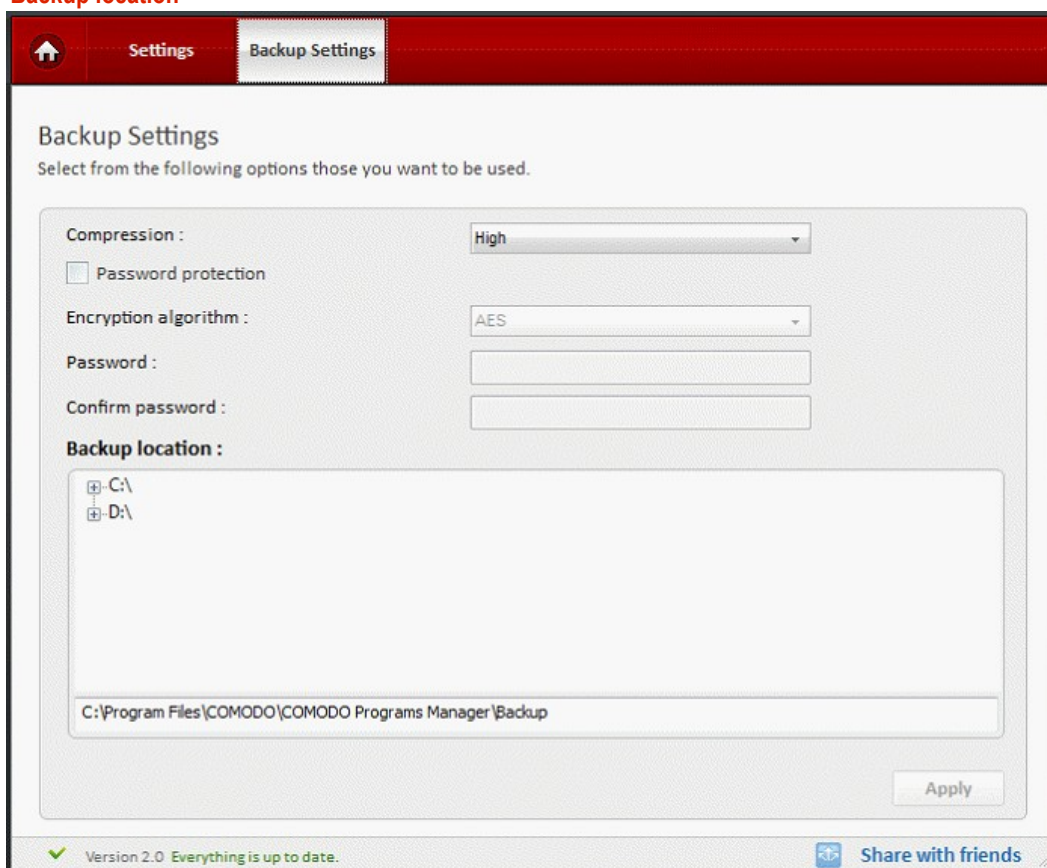 Backup location
Settings
Backup Settings
Backup Settings
Select from the following options those you want to be used.
Compression :
High
Password protection
Encryption algorithm :
AES
Password :
Confirm password :
Backup location :
C:\
D:\
C:\Program Files\COMODO\COMODO Programs Manager\Backup
Apply
Version 2.0 Everything is up to date.
Share with friends